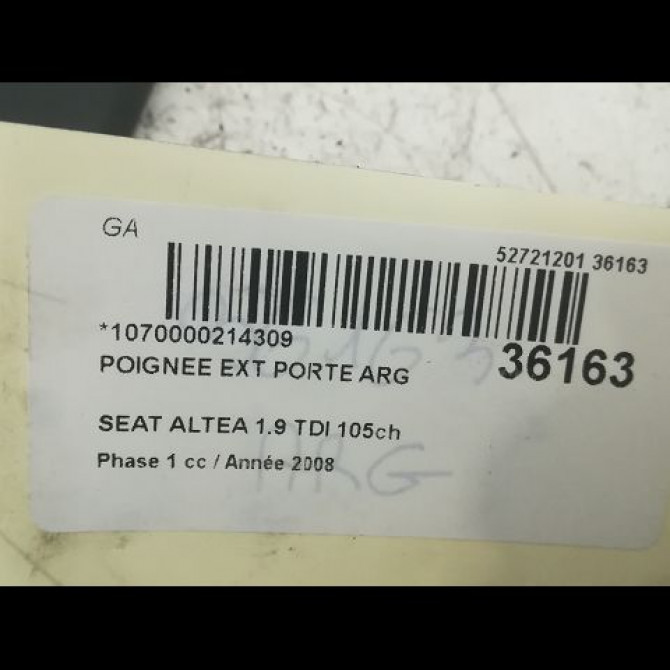 GA
52721201 36163
*1070000214309
36163
POIGNEE EXT PORTE ARG
SEAT ALTEA 1.9 TDI 105ch
Phase 1 cc / Année 2008
ARG